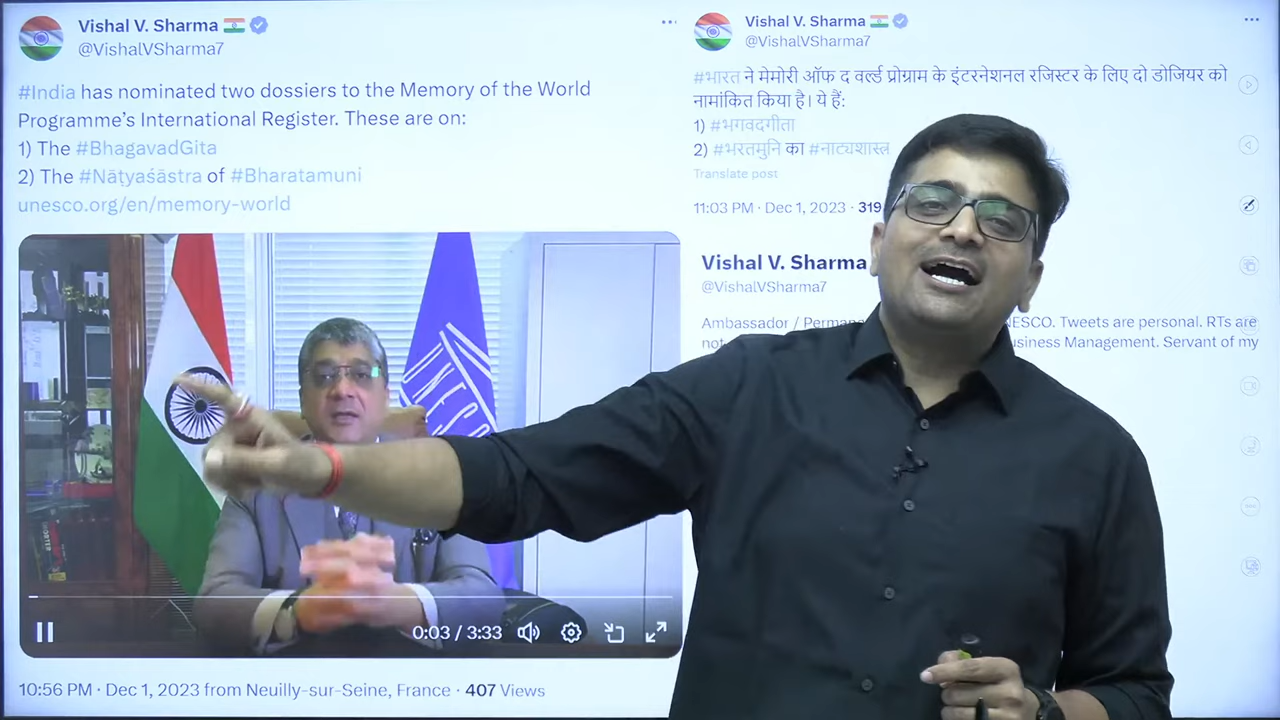 Vishal V. Sharma
@VishalVSharma7
#India has nominated two dossiers to the Memory of the World
Programme's International Register. These are on:
1) The #BhagavadGita
2) The #Nāṭyaśāstra of #Bharatamuni
unesco.org/en/memory-world
UNESC
0:03 / 3:33
10:56 PM · Dec 1, 2023 from Neuilly-sur-Seine, France · 407 Views
Vishal V. Sharma
@VishalVSharma7
#भारत ने मेमोरी ऑफ द वर्ल्ड प्रोग्राम के इंटरनेशनल रजिस्टर के लिए दो डोजियर को
नामांकित किया है। ये हैं:
1) #भगवदगीता
2) #भरतमुनि का #नाट्यशास्त्र
Translate post
11:03 PM · Dec 1, 2023 · 319
Vishal V. Sharma
@VishalVSharma7
Ambassador / NESCO. Tweets are personal. RTs are
not Management. Servant of my